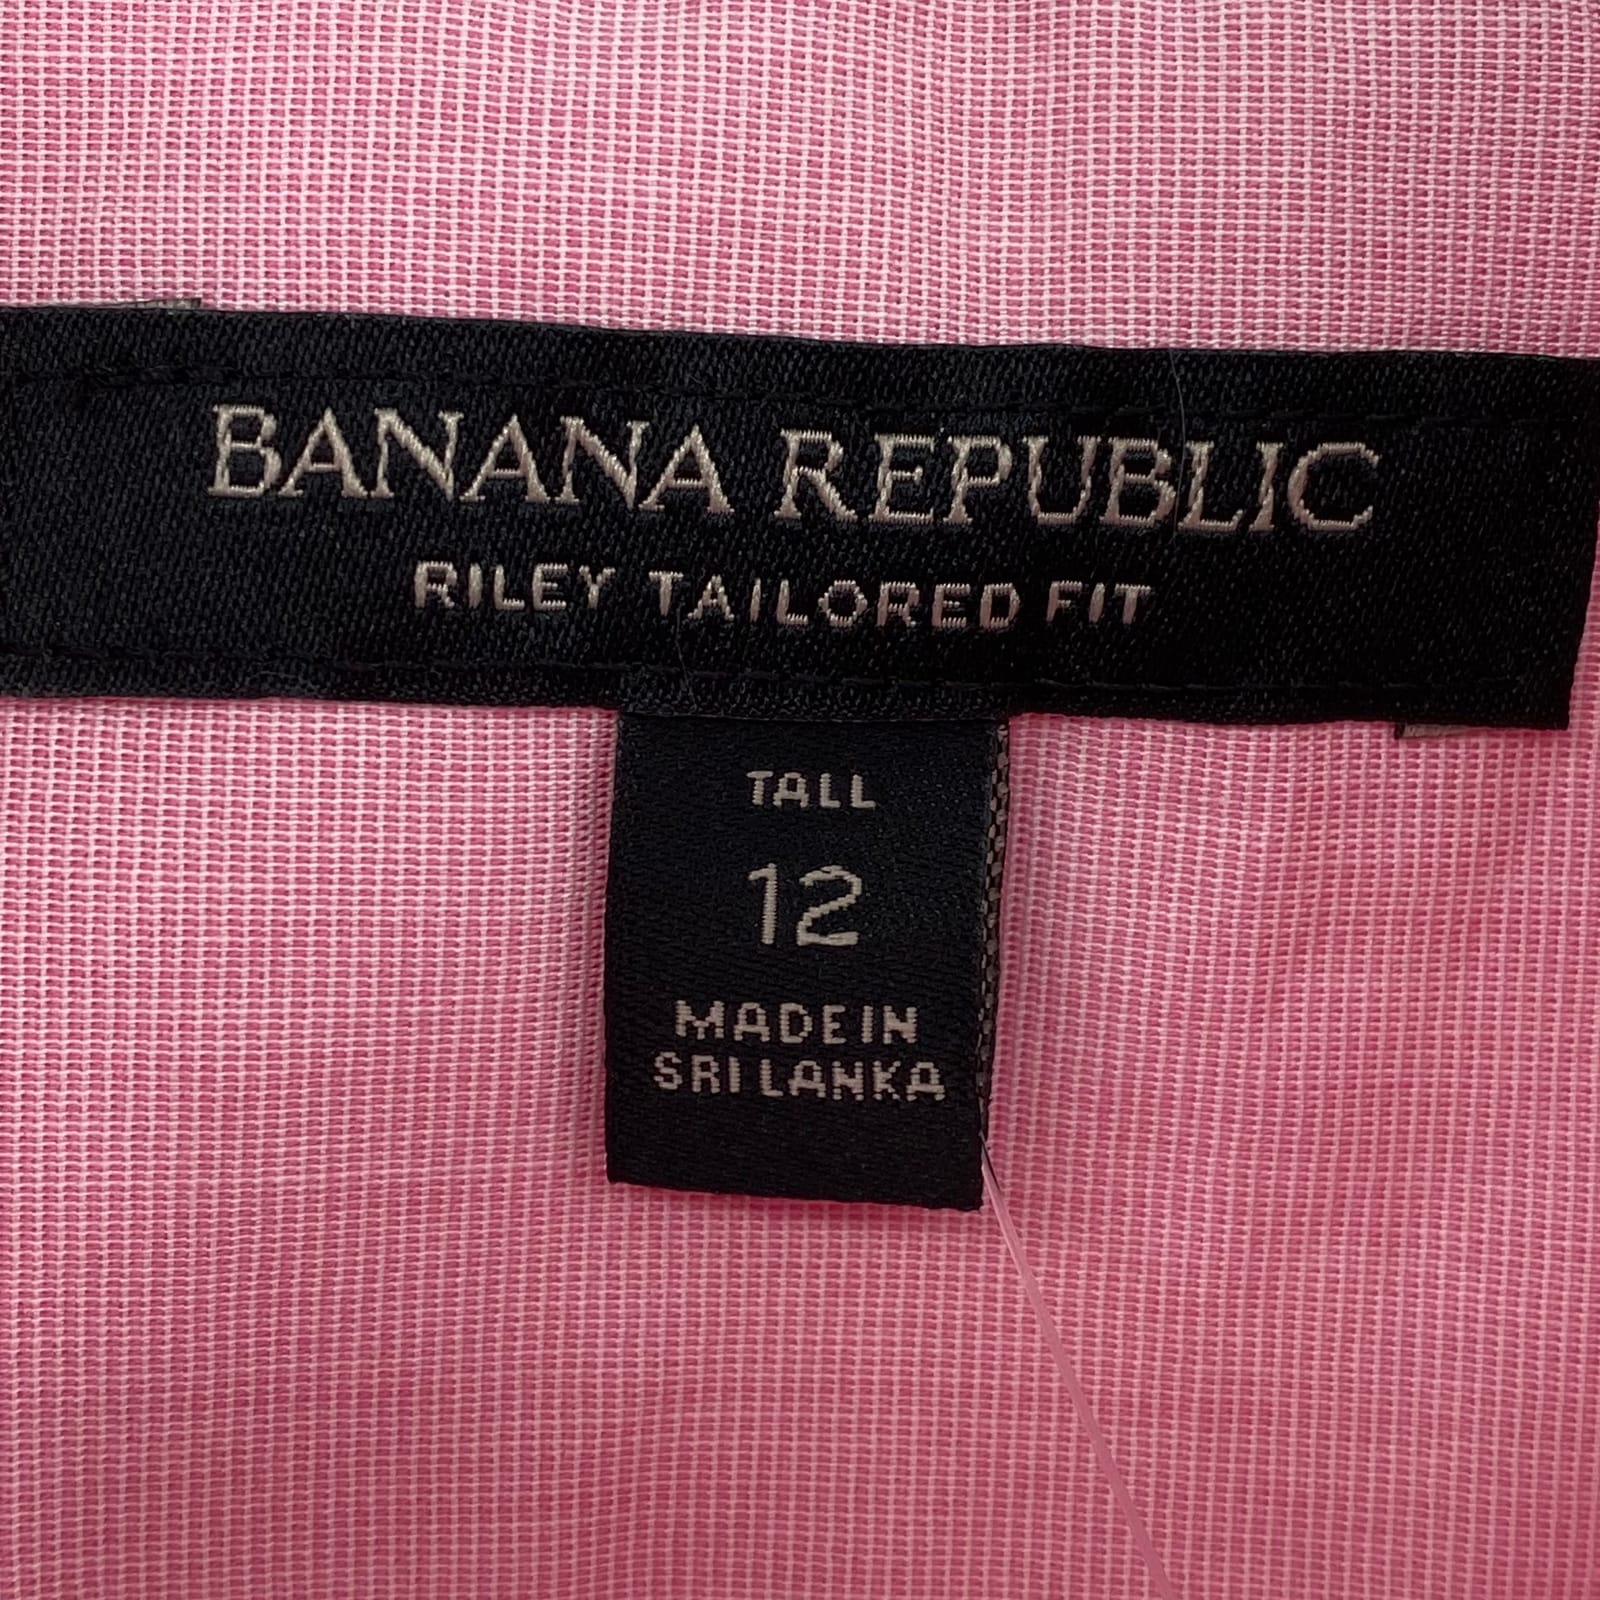 BANANA REPUBLIC
RILEY TAILORED FIT
TALL
12
MADE IN
SRI LANKA